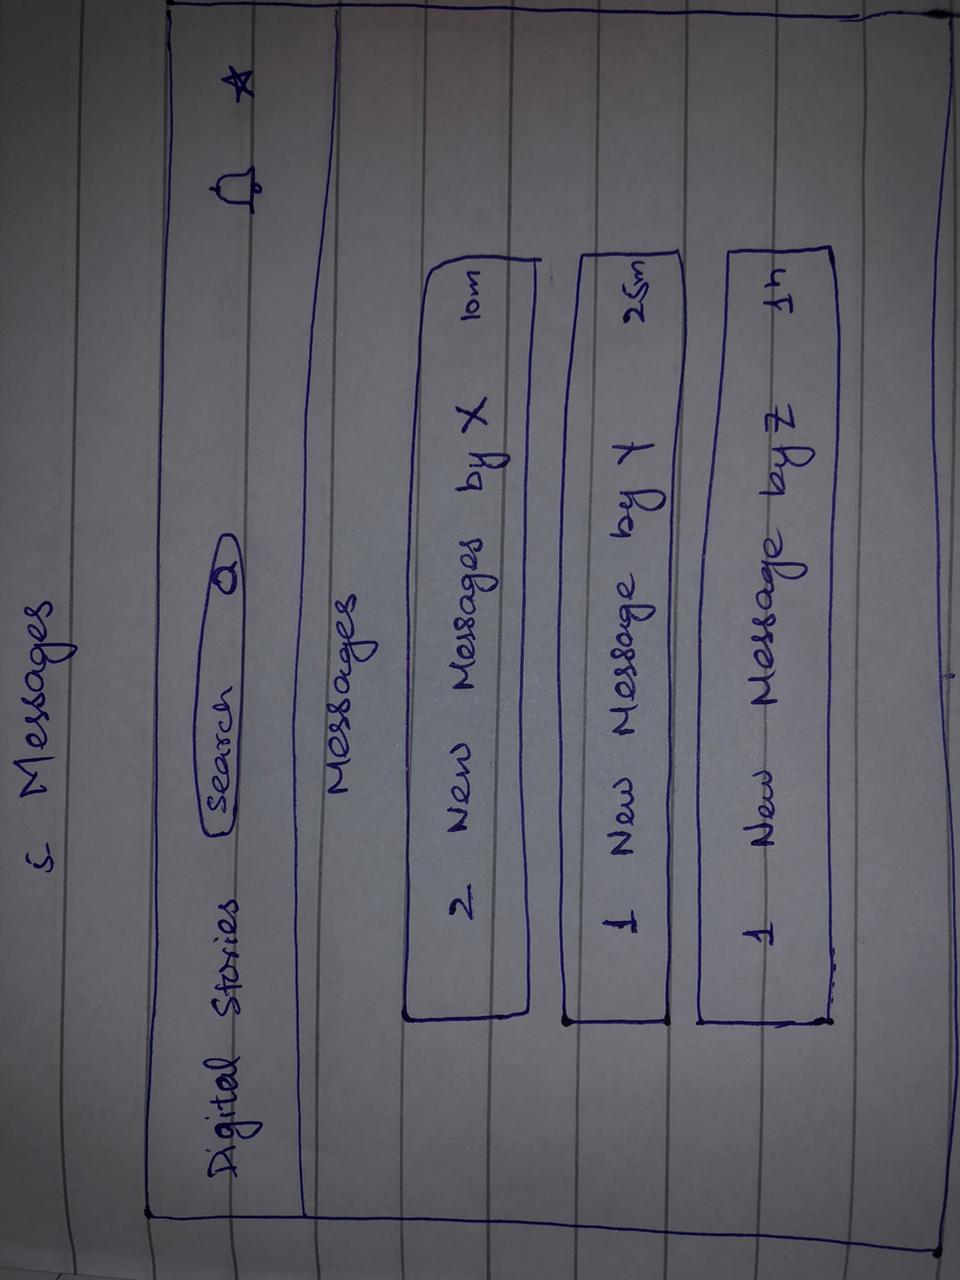 Messages
Digital Stories Search
Messages
2 New Messages by X 10m
1 New Message by Y 25m
1 New Message by Z 1h